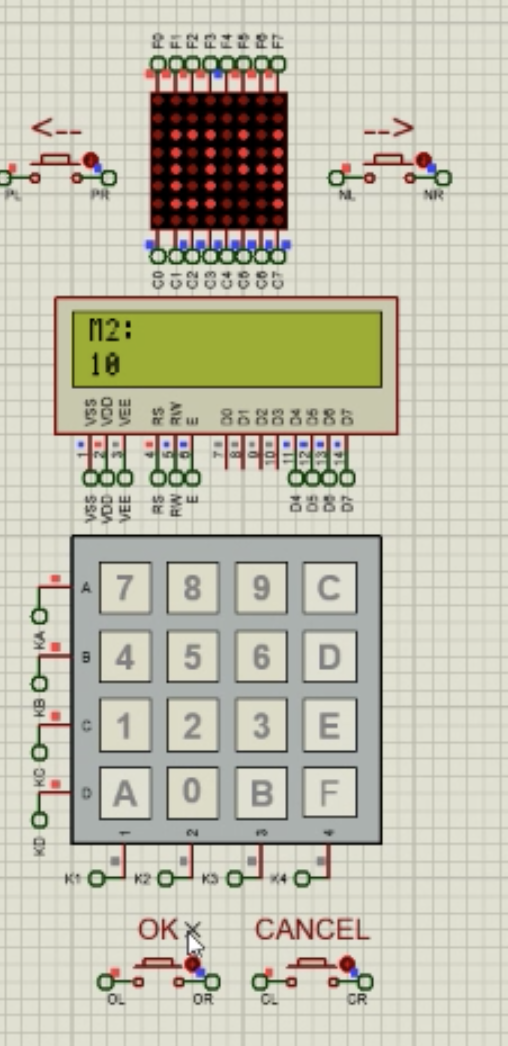 F0 F1 F2 F3 F4 F5 F6 F7
<-- -->
PL PR NL NR
C0 C1 C2 C3 C4 C5 C6 C7
M2:
10
VSS VDD VEE RS RW E D0 D1 D2 D3 D4 D5 D6 D7
1 2 3 4 5 6 7 8 9 10 11 12 13 14
VSS VDD VEE RS RW E D4 D5 D6 D7
A 7 8 9 C
KA
B 4 5 6 D
KB
C 1 2 3 E
KC
D A 0 B F
KD
1 2 3 4
K1 K2 K3 K4
OK CANCEL
OL OR CL CR